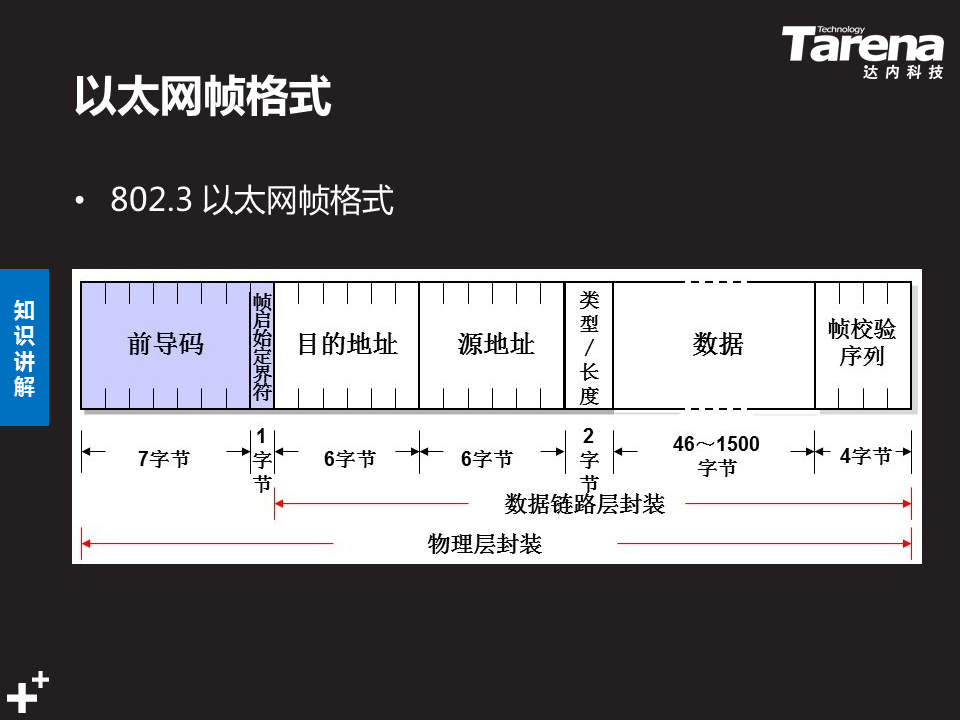 Technology
Tarena
达内科技
以太网帧格式
• 802.3 以太网帧格式
知识讲解
前导码
帧启始定界符
目的地址
源地址
类型/长度
数据
帧校验
序列
7字节
1字节
6字节
6字节
2字节
46～1500
字节
4字节
数据链路层封装
物理层封装